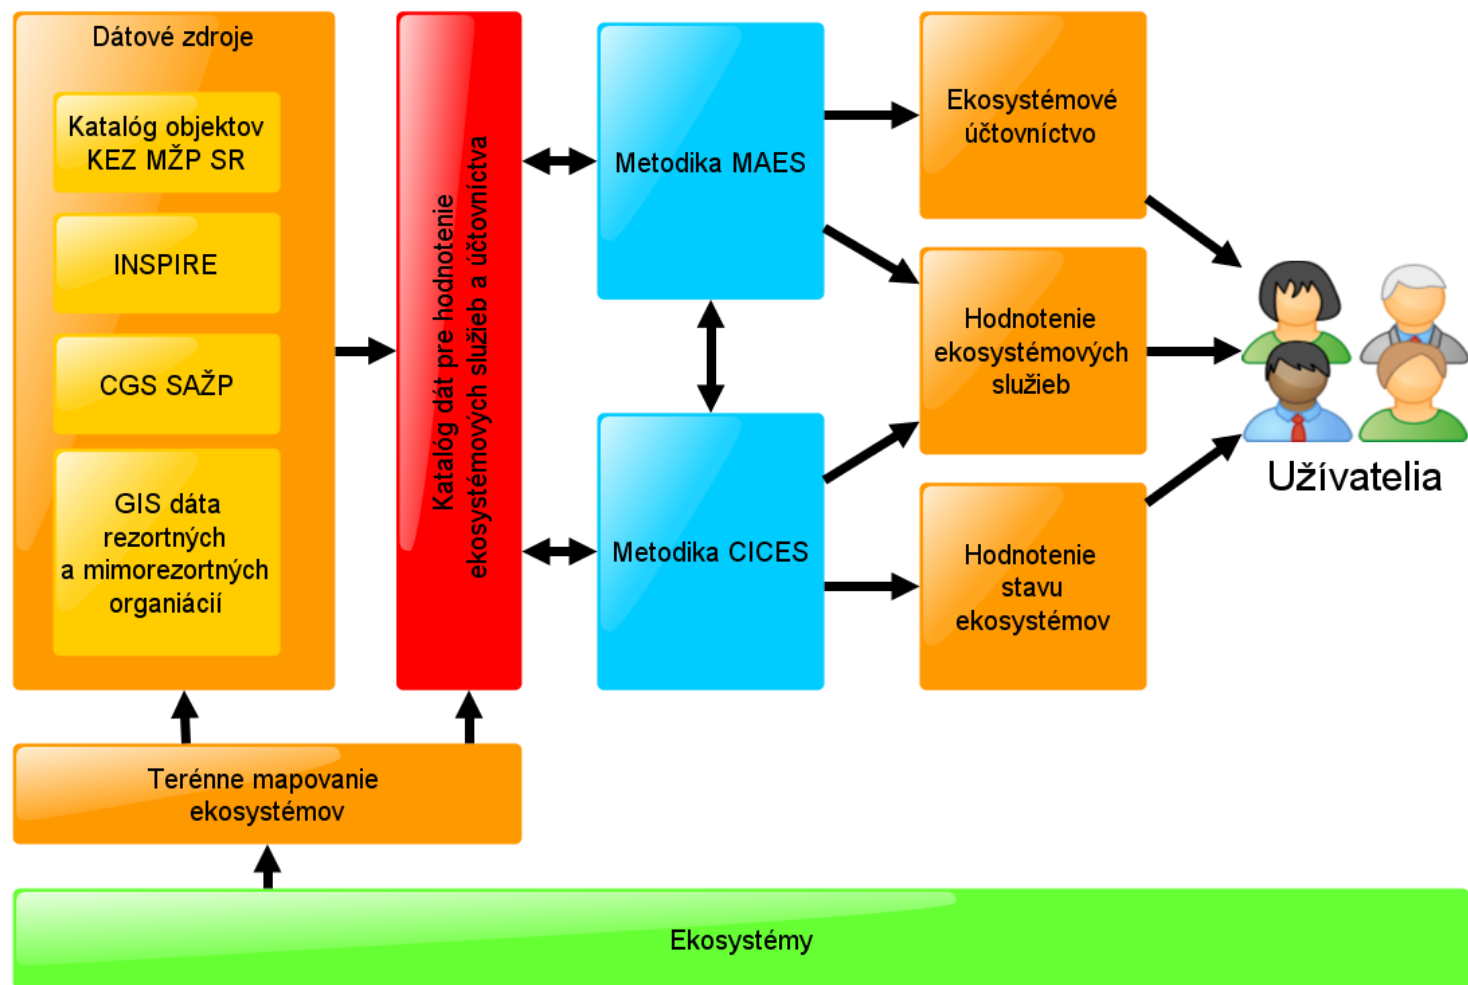 Dátové zdroje
Katalóg objektov
KEZ MŽP SR
INSPIRE
CGS SAŽP
GIS dáta
rezortných
a mimorezortných
organiácií
Katalóg dát pre hodnotenie
ekosystémových služieb a účtovníctva
Metodika MAES
Metodika CICES
Ekosystémové
účtovníctvo
Hodnotenie
ekosystémových
služieb
Hodnotenie
stavu
ekosystémov
Užívatelia
Terénne mapovanie
ekosystémov
Ekosystémy